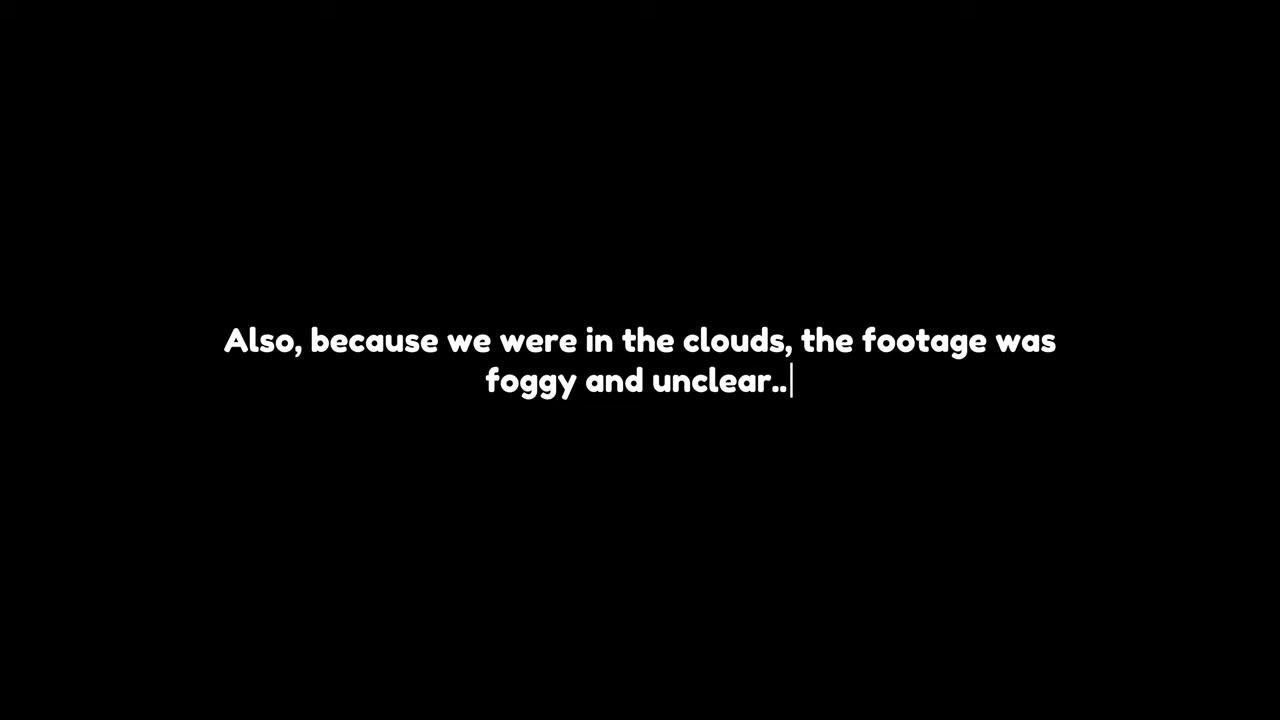 Also, because we were in the clouds, the footage was
foggy and unclear..